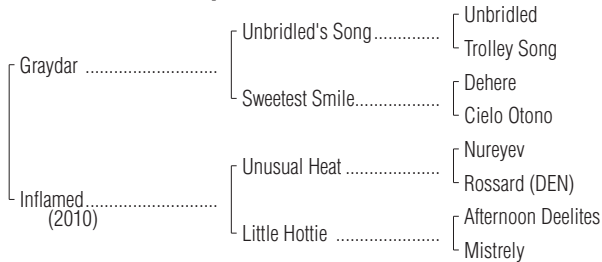 Unbridled
Unbridled's Song..............
Trolley Song
Graydar ............................
Dehere
Sweetest Smile..................
Cielo Otono
Nureyev
Unusual Heat ....................
Rossard (DEN)
Inflamed............................
(2010)
Afternoon Deelites
Little Hottie ......................
Mistrely